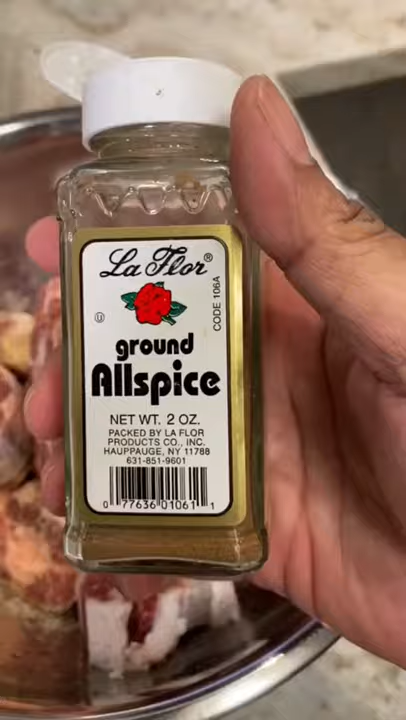 La Flor®
U
CODE 106A
ground
Allspice
NET WT. 2 OZ.
PACKED BY LA FLOR
PRODUCTS CO., INC.
HAUPPAUGE, NY 11788
631-851-9601
0 77636 01061 1